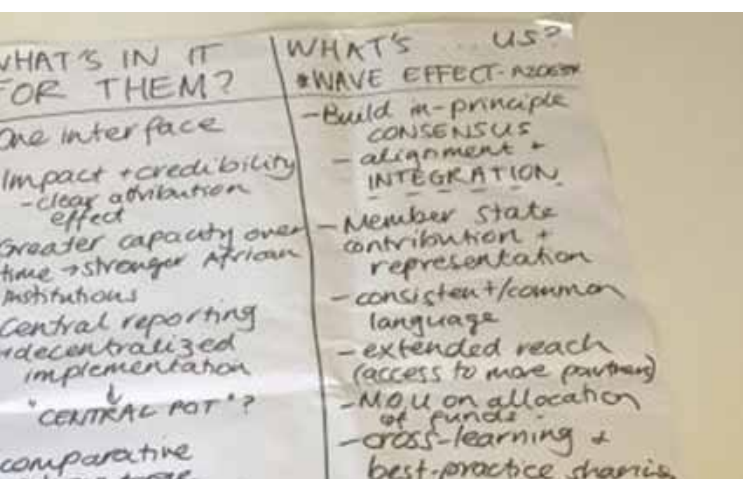 WHAT'S IN IT
FOR THEM?
One interface
Impact + credibility
- clear attribution
effect
Greater capacity over
time → stronger African
institutions
Central reporting
+ decentralized
implementation
↓
"CENTRAL POT"?
comparative
WHAT'S .. US?
*WAVE EFFECT-
- Build in-principle
CONSENSUS
- alignment +
INTEGRATION
- Member State
contribution +
representation
- consistent/common
language
- extended reach
(access to more partners)
- MOU on allocation
of funds.
- cross-learning +
best-practice sharing